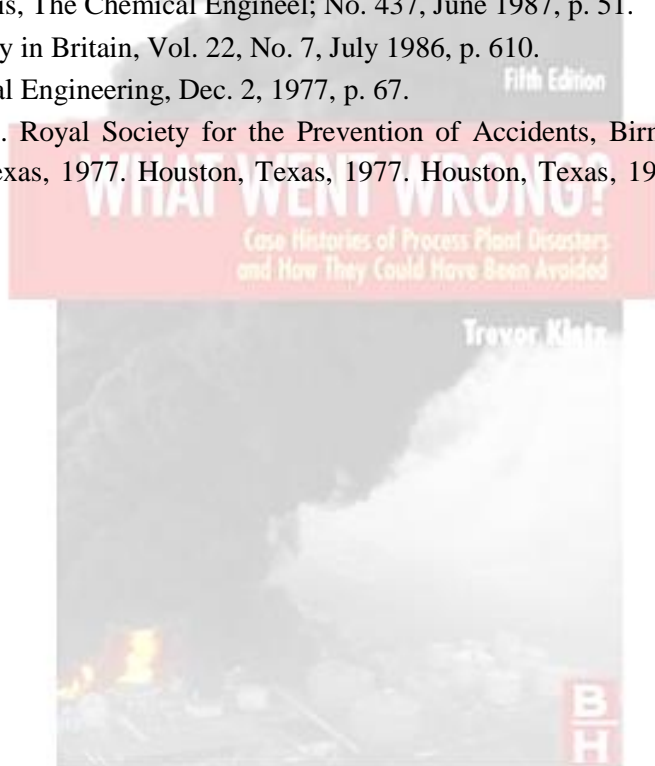 is, The Chemical Engineel; No. 437, June 1987, p. 51.
y in Britain, Vol. 22, No. 7, July 1986, p. 610.
al Engineering, Dec. 2, 1977, p. 67.
Fifth Edition
. Royal Society for the Prevention of Accidents, Birm
exas, 1977. Houston, Texas, 1977. Houston, Texas, 19
WHAT WENT WRONG?
Case Histories of Process Plant Disasters
and How They Could Have Been Avoided
Trevor Kletz
B
H